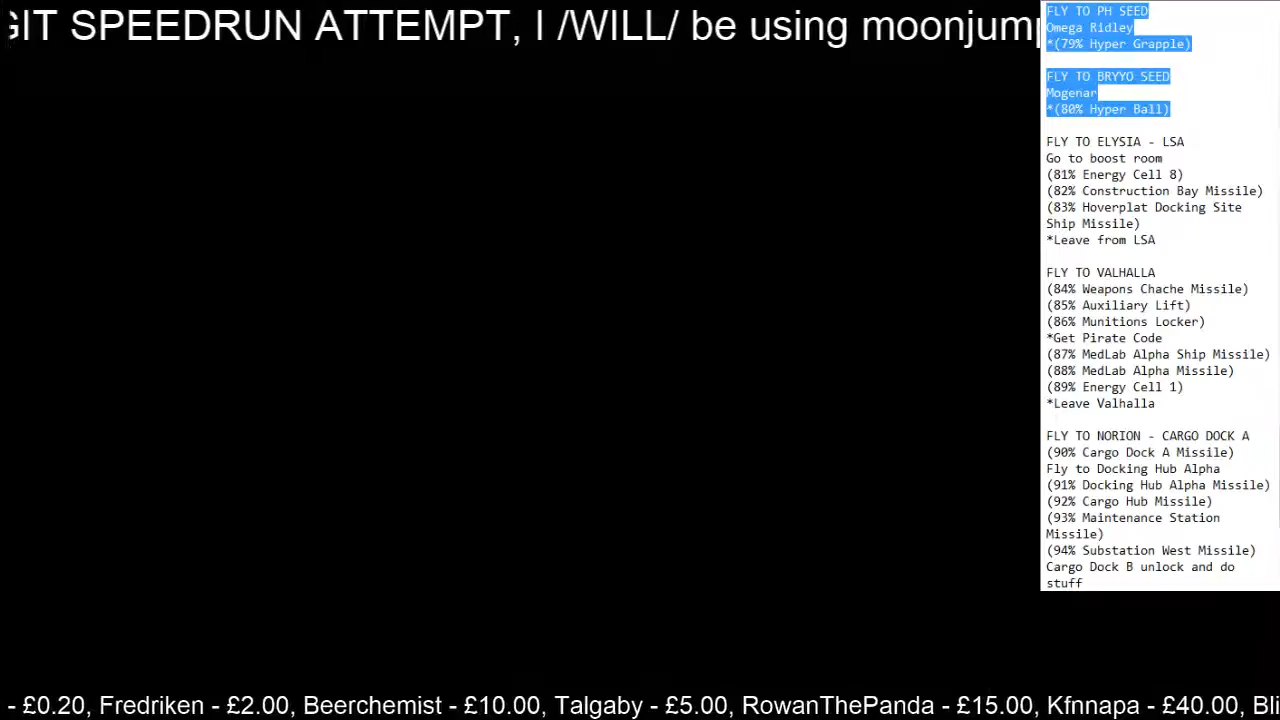 GIT SPEEDRUN ATTEMPT, I /WILL/ be using moonjump
FLY TO PH SEED
Omega Ridley
*(79% Hyper Grapple)
FLY TO BRYYO SEED
Mogenar
*(80% Hyper Ball)
FLY TO ELYSIA - LSA
Go to boost room
(81% Energy Cell 8)
(82% Construction Bay Missile)
(83% Hoverplat Docking Site
Ship Missile)
*Leave from LSA
FLY TO VALHALLA
(84% Weapons Chache Missile)
(85% Auxiliary Lift)
(86% Munitions Locker)
*Get Pirate Code
(87% MedLab Alpha Ship Missile)
(88% MedLab Alpha Missile)
(89% Energy Cell 1)
*Leave Valhalla
FLY TO NORION - CARGO DOCK A
(90% Cargo Dock A Missile)
Fly to Docking Hub Alpha
(91% Docking Hub Alpha Missile)
(92% Cargo Hub Missile)
(93% Maintenance Station
Missile)
(94% Substation West Missile)
Cargo Dock B unlock and do
stuff
- £0.20, Fredriken - £2.00, Beerchemist - £10.00, Talgaby - £5.00, RowanThePanda - £15.00, Kfnnapa - £40.00, Bli